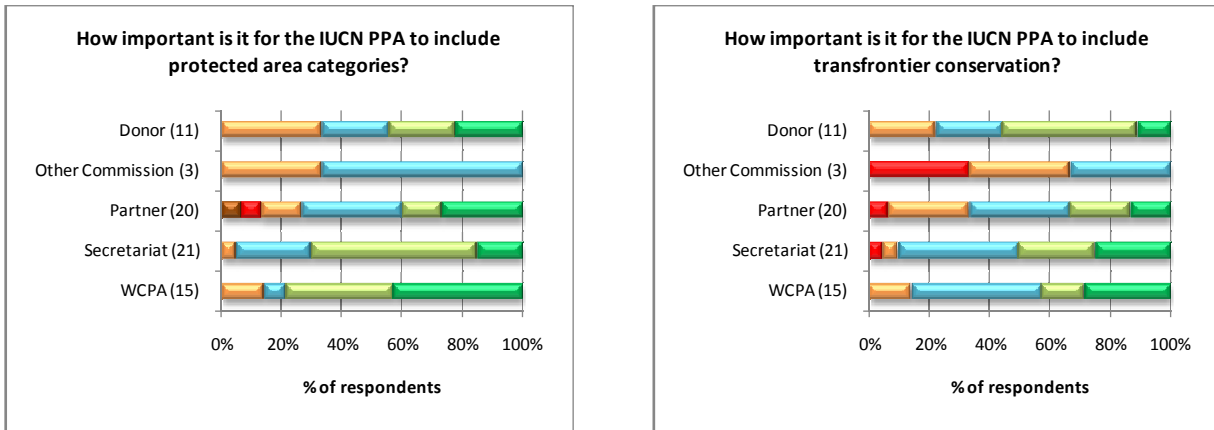 How important is it for the IUCN PPA to include
protected area categories?
Donor (11)
Other Commission (3)
Partner (20)
Secretariat (21)
WCPA (15)
0% 20% 40% 60% 80% 100%
% of respondents
How important is it for the IUCN PPA to include
transfrontier conservation?
Donor (11)
Other Commission (3)
Partner (20)
Secretariat (21)
WCPA (15)
0% 20% 40% 60% 80% 100%
% of respondents